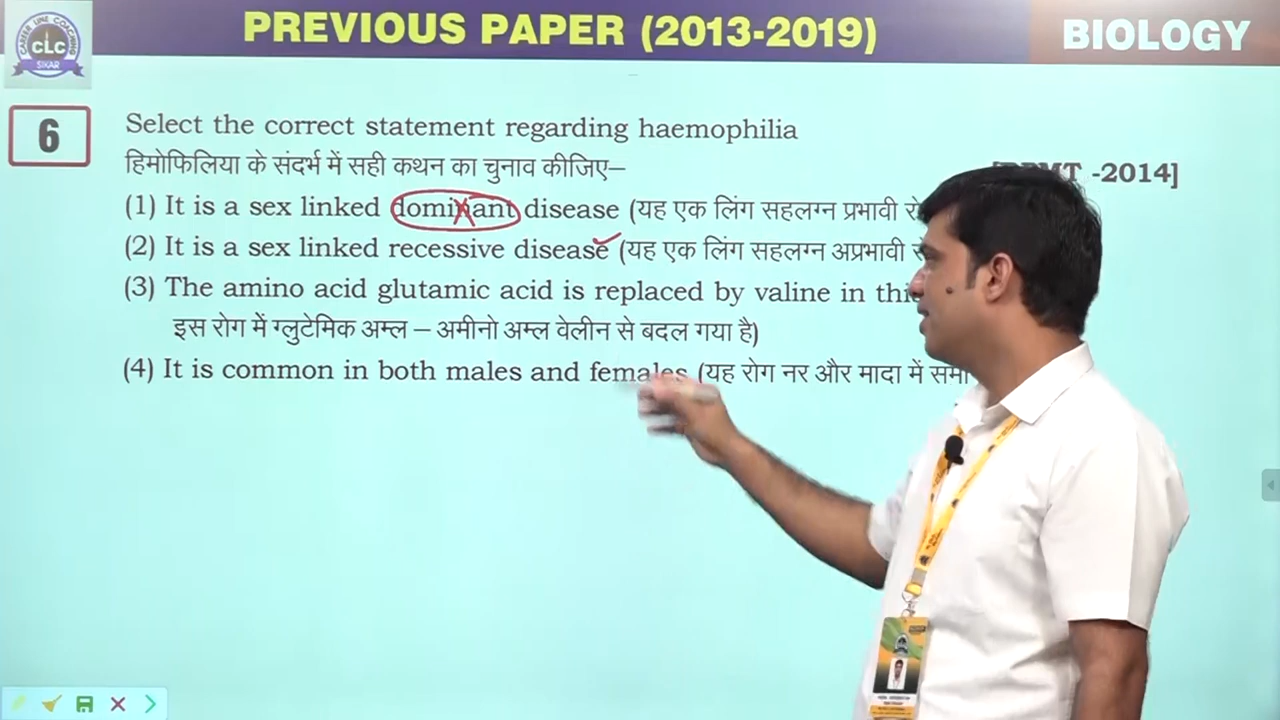 PREVIOUS PAPER (2013-2019)
BIOLOGY
CAREER LINE COACHING
CLC
SIKAR
6
Select the correct statement regarding haemophilia
हिमोफिलिया के संदर्भ में सही कथन का चुनाव कीजिए–
-2014]
(1) It is a sex linked dominant disease (यह एक लिंग सहलग्न प्रभावी
(2) It is a sex linked recessive disease (यह एक लिंग सहलग्न अप्रभावी
(3) The amino acid glutamic acid is replaced by valine in
इस रोग में ग्लुटेमिक अम्ल – अमीनो अम्ल वेलीन से बदल गया है)
(4) It is common in both males and females (यह रोग नर और मादा में